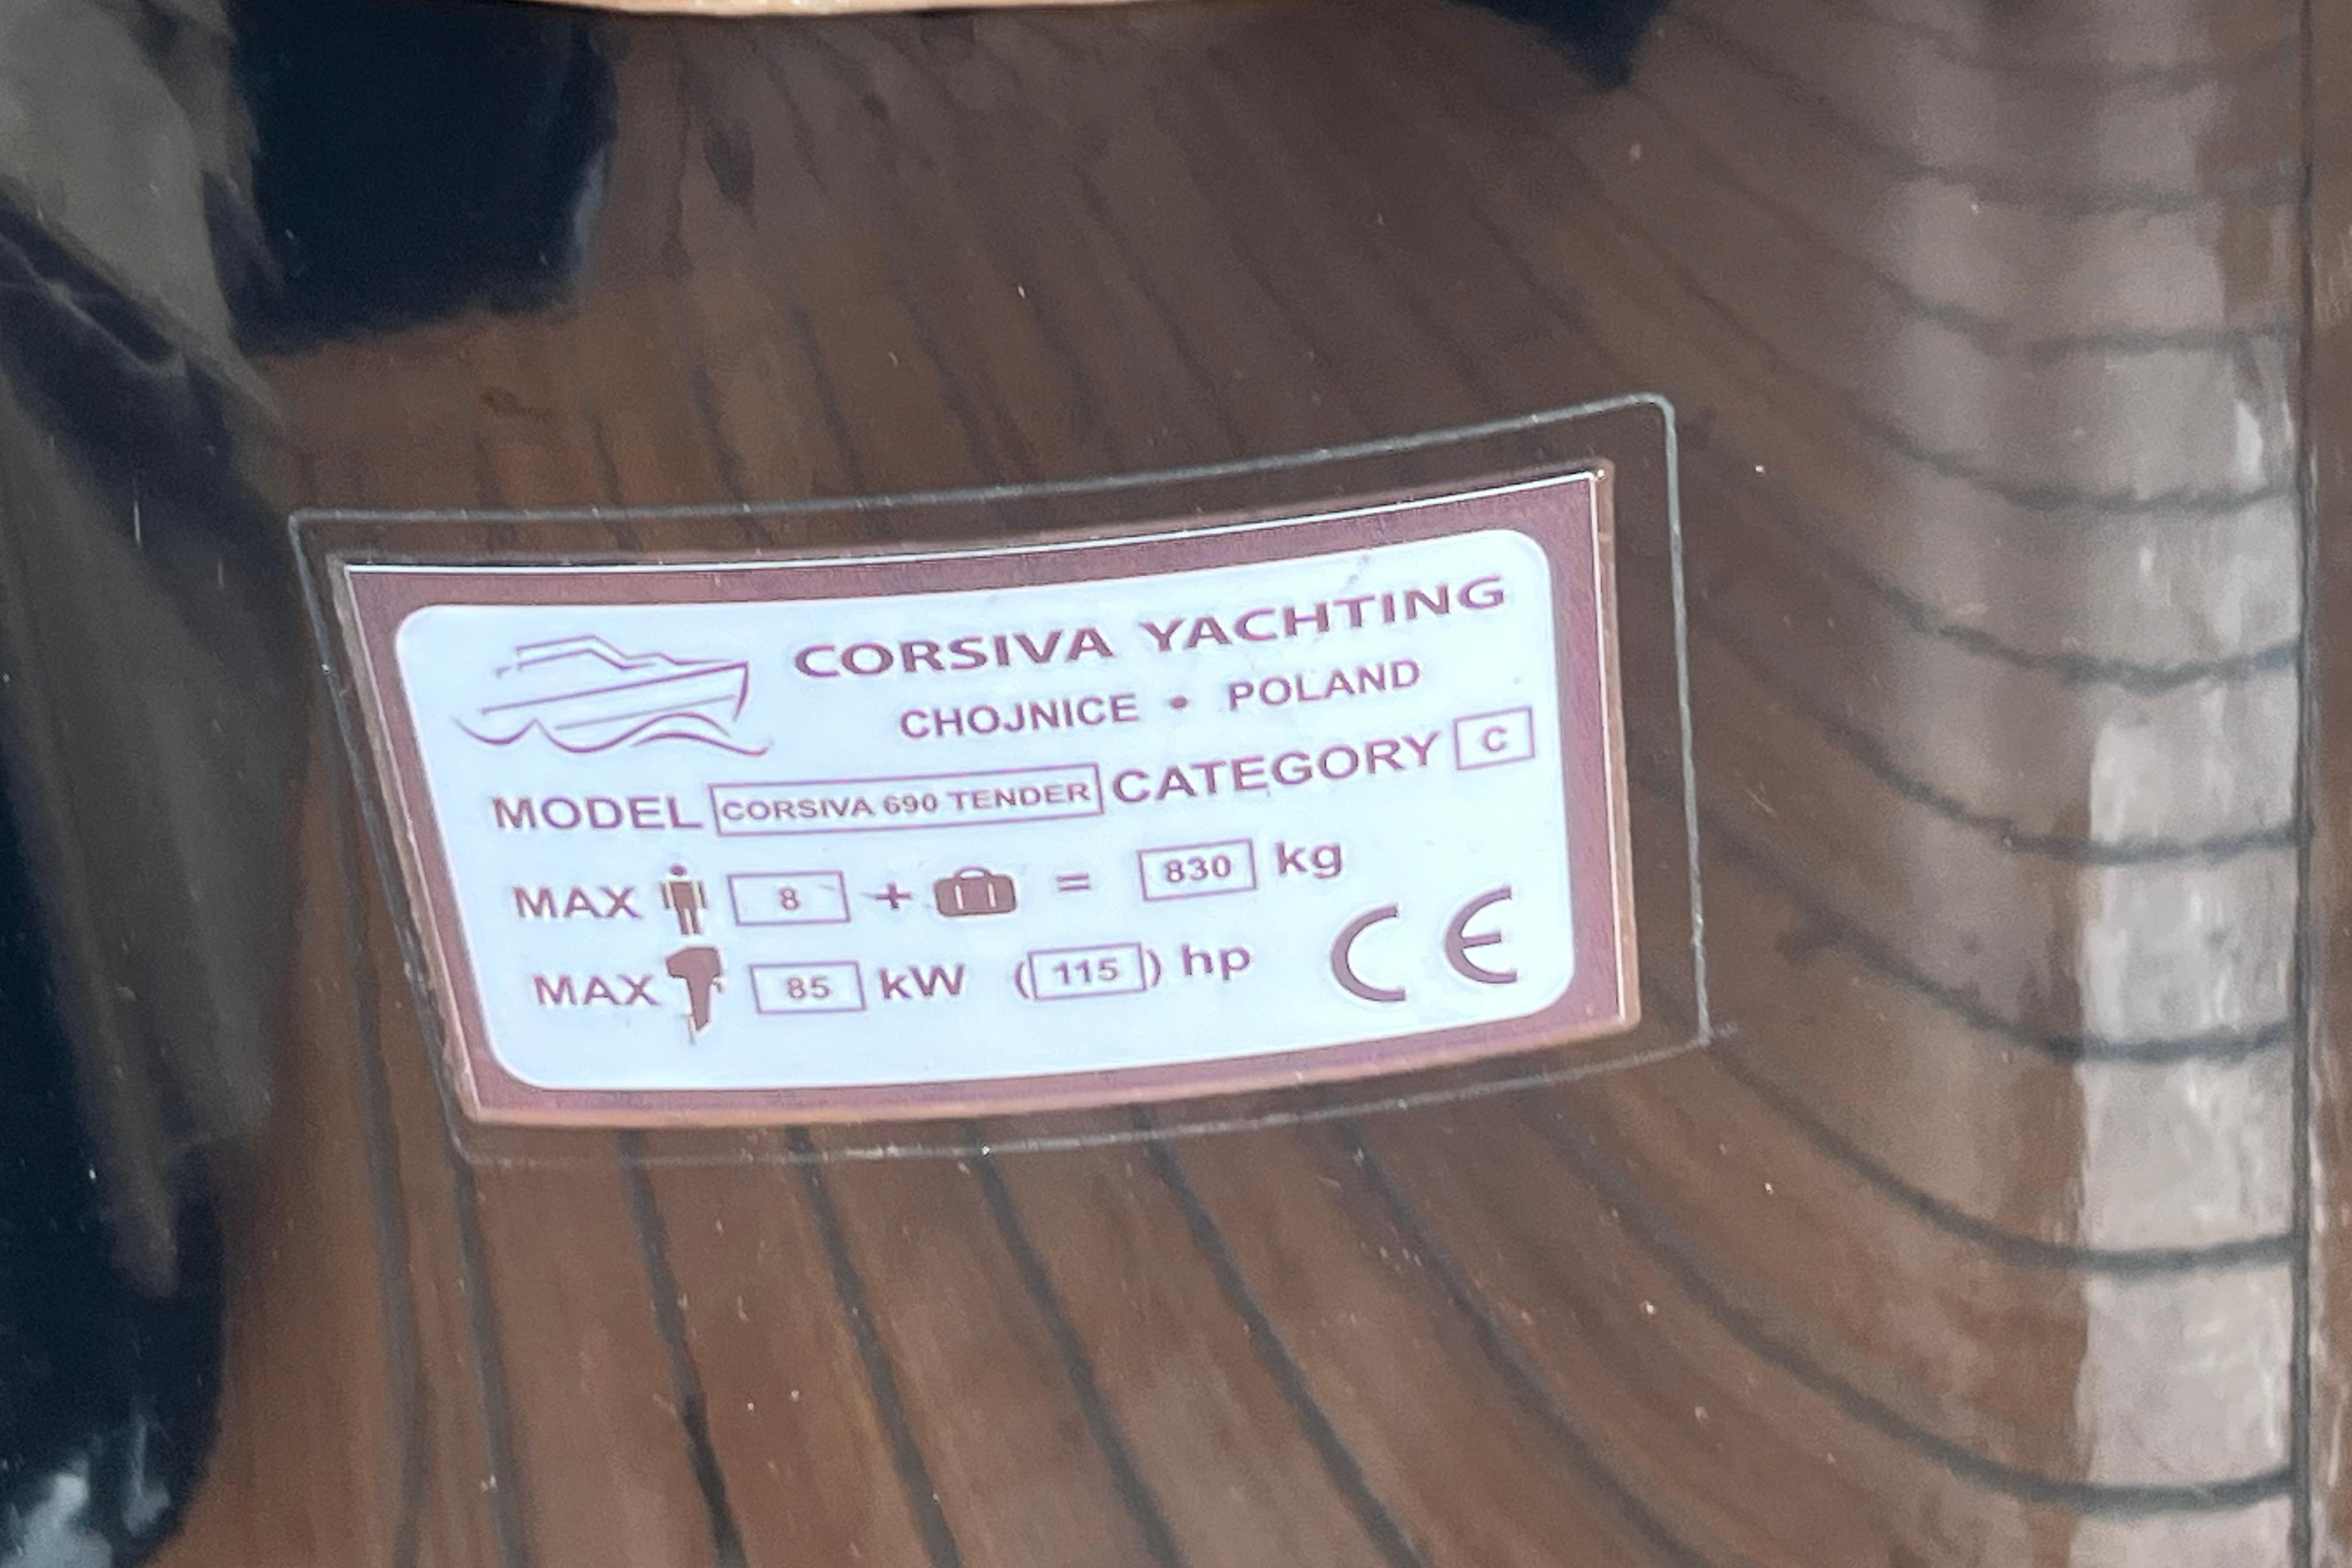 CORSIVA YACHTING
CHOJNICE • POLAND
MODEL CORSIVA 690 TENDER CATEGORY C
MAX 8 + = 830 kg
MAX 85 kW (115) hp CE